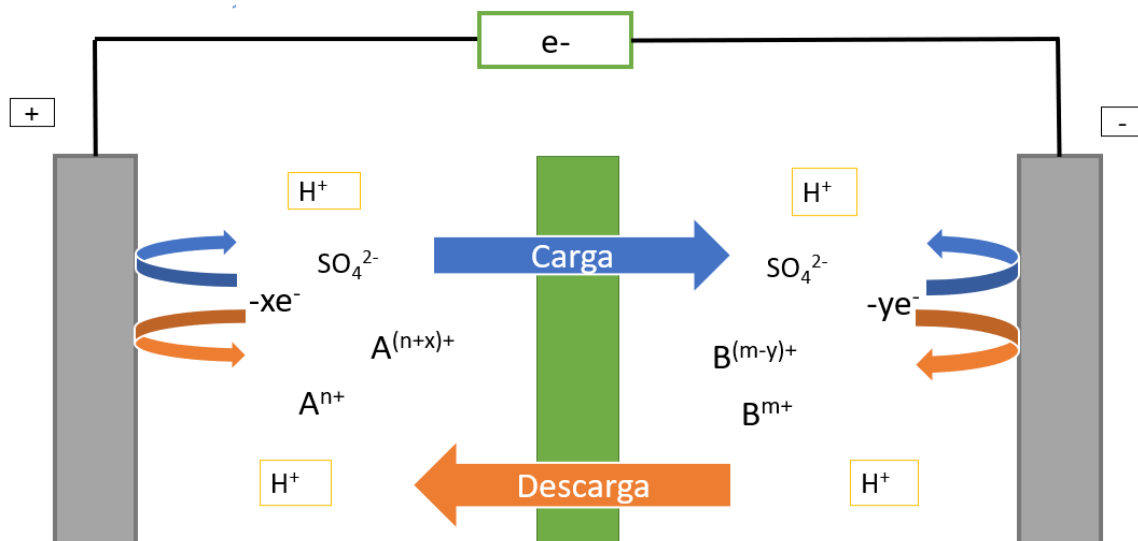 e-
+
-
H⁺
H⁺
SO₄²⁻
Carga
SO₄²⁻
-xe⁻
-ye⁻
A⁽ⁿ⁺ˣ⁾⁺
B⁽ᵐ⁻ʸ⁾⁺
Aⁿ⁺
Bᵐ⁺
H⁺
Descarga
H⁺